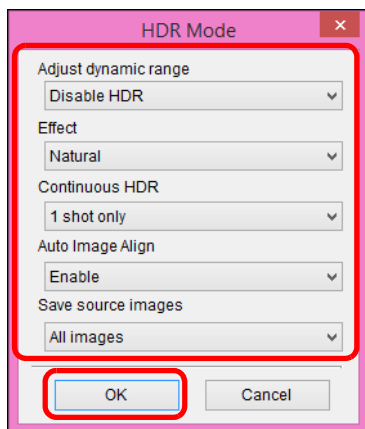 HDR Mode
Adjust dynamic range
Disable HDR
Effect
Natural
Continuous HDR
1 shot only
Auto Image Align
Enable
Save source images
All images
OK Cancel